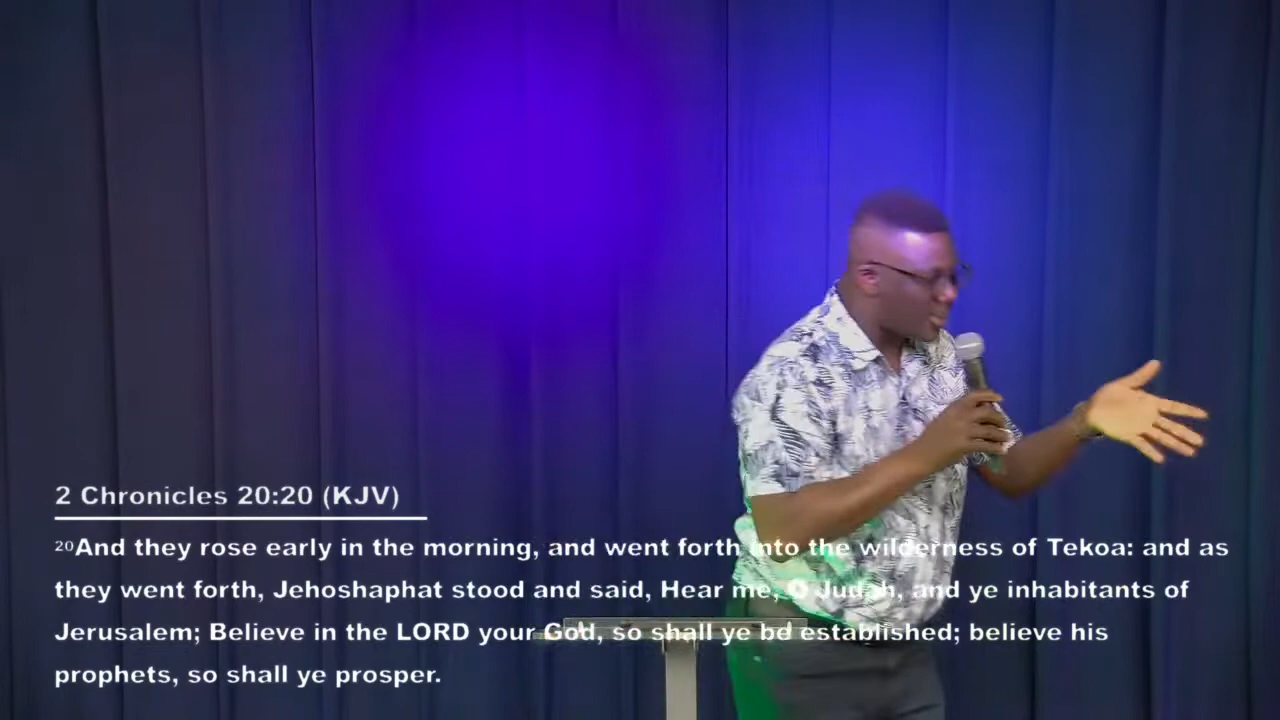 2 Chronicles 20:20 (KJV)
20And they rose early in the morning, and went forth into the wilderness of Tekoa: and as
they went forth, Jehoshaphat stood and said, Hear me, O Judah, and ye inhabitants of
Jerusalem; Believe in the LORD your God, so shall ye be established; believe his
prophets, so shall ye prosper.